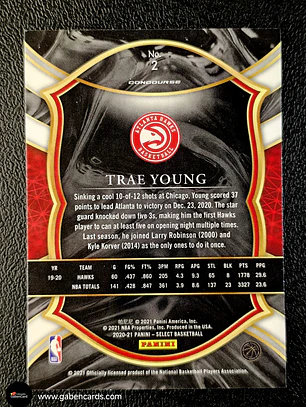 No.
2
CONCOURSE
ATLANTA HAWKS
BASKETBALL
TRAE YOUNG
Sinking a cool 10-of-12 shots at Chicago, Young scored 37
points to lead Atlanta to victory on Dec. 23, 2020. The star
guard knocked down five 3s, making him the first Hawks
player to can at least five on opening night multiple times.
Last season, he joined Larry Robinson (2000) and
Kyle Korver (2014) as the only ones to do it once.
YR TEAM G FG% FT% 3PM RPG APG STL BLK PTS PPG
19-20 HAWKS 60 .437 .860 205 4.3 9.3 65 8 1778 29.6
NBA TOTALS 141 .428 .847 361 3.9 8.6 137 23 3327 23.6
© 2021 Panini America, Inc.
© 2021 NBA Properties, Inc. Produced in the USA.
2020-21 PANINI - SELECT BASKETBALL
PANINI
© 2021 Officially licensed product of the National Basketball Players Association.
www.gabencards.com